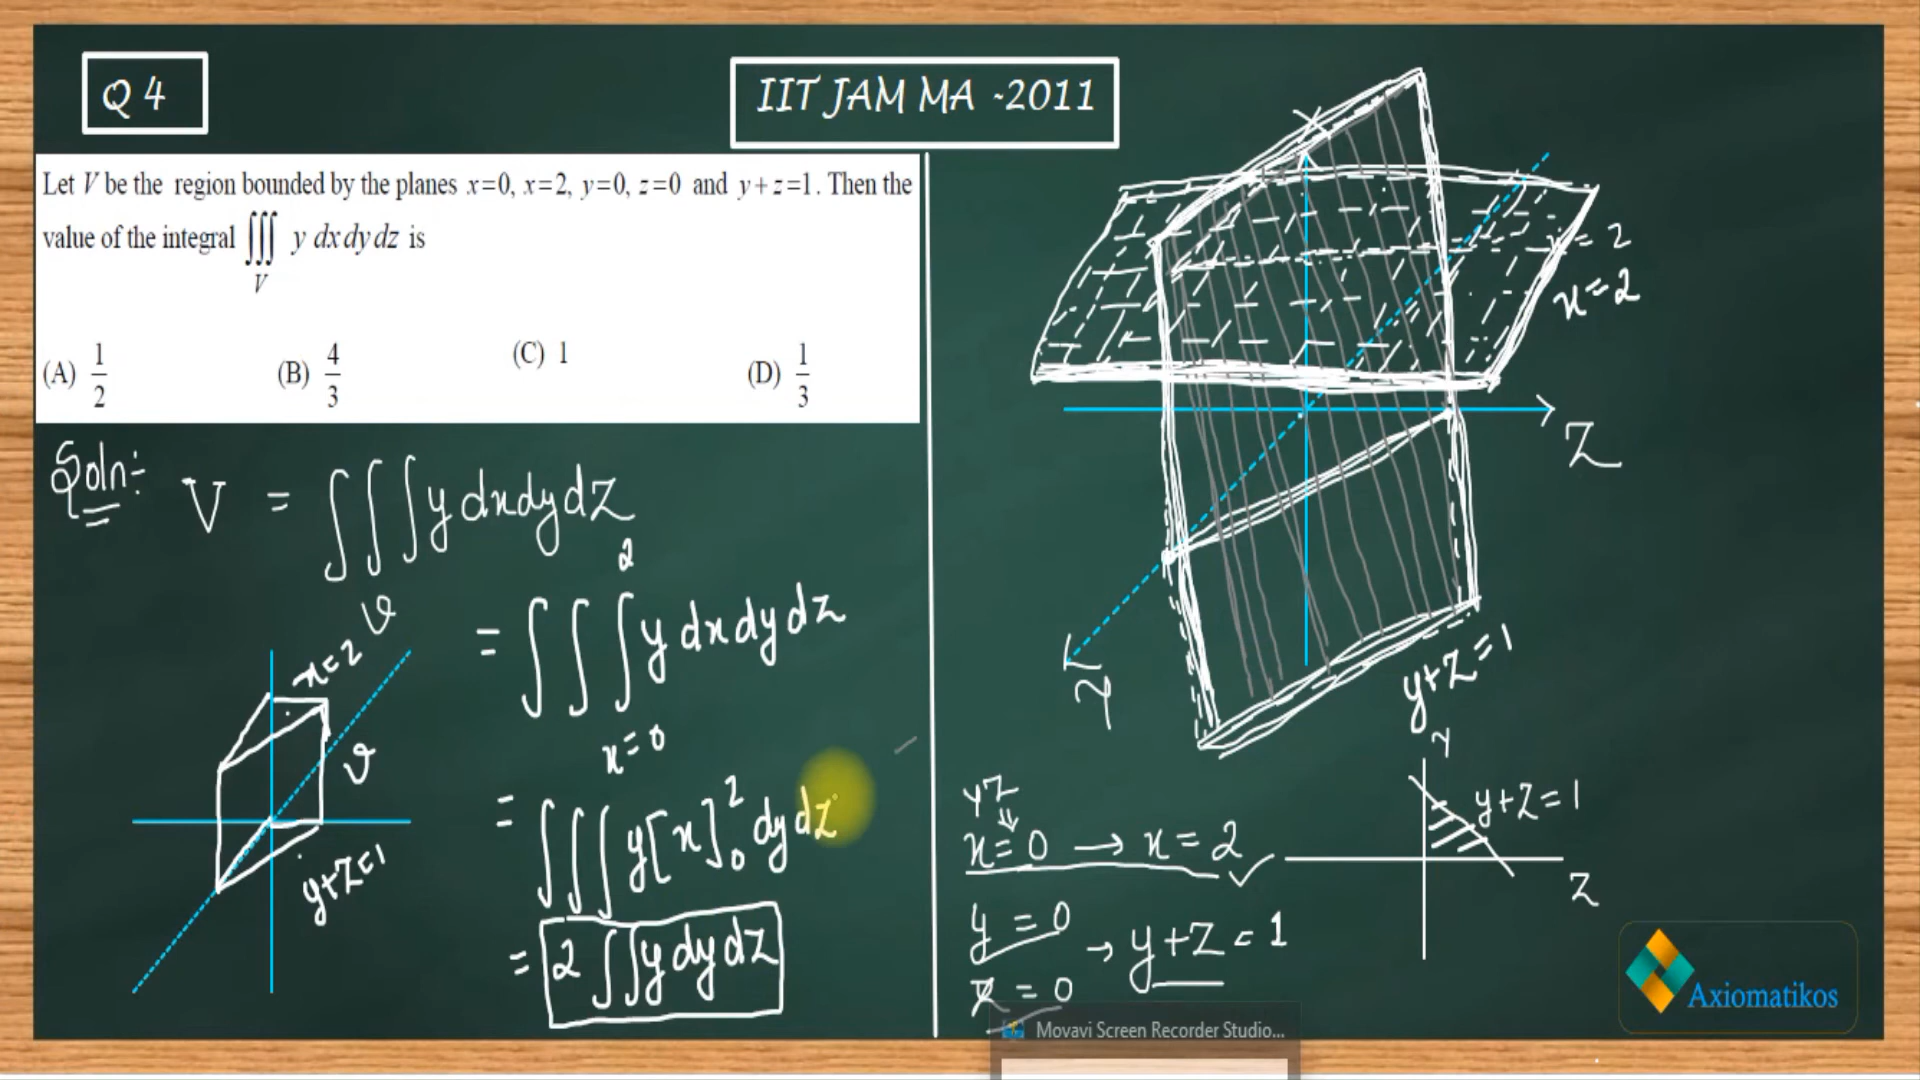 Q 4
IIT JAM MA -2011
Let V be the region bounded by the planes x=0, x=2, y=0, z=0 and y+z=1. Then the
value of the integral ∭ y dx dy dz is
V
(A) 1/2 (B) 4/3 (C) 1 (D) 1/3
Soln:-
V = ∫∫∫ y dx dy dz
v
2
= ∫∫∫ y dx dy dz
x=0
= ∫∫∫ y[x]₀² dy dz
= 2 ∫∫ y dy dz
x=2
v
y+z=1
X
x=2
x=2
Z
Y
y+z=1
YZ
x=0 → x=2 ✓
y=0
→ y+z=1
z=0
Y
y+z=1
Z
Axiomatikos
Movavi Screen Recorder Studio...